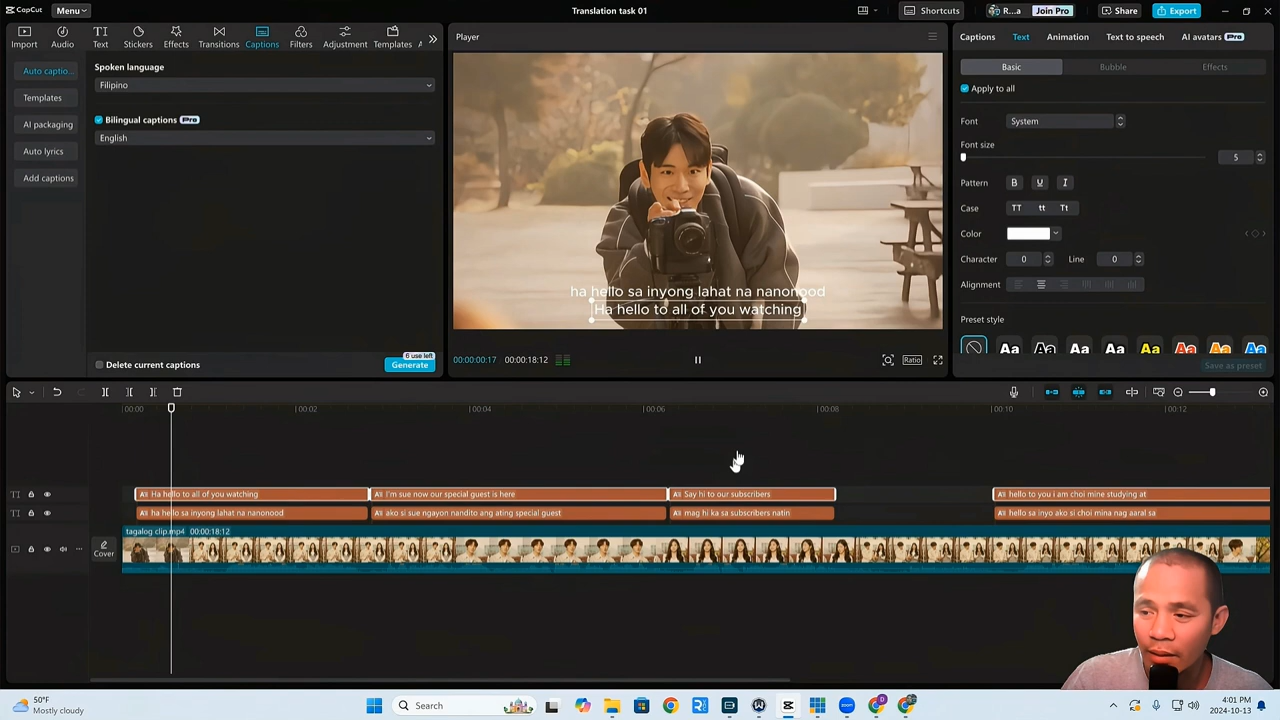 CapCut
Menu
Translation task 01
Shortcuts
R...a
Join Pro
Share
Export
Import
Audio
Text
Stickers
Effects
Transitions
Captions
Filters
Adjustment
Templates
A
Auto captio...
Templates
AI packaging
Auto lyrics
Add captions
Spoken language
Filipino
Bilingual captions Pro
English
Delete current captions
6 use left
Generate
Player
ha hello sa inyong lahat na nanonood
Ha hello to all of you watching
00:00:00:17 00:00:18:12
Ratio
Captions
Text
Animation
Text to speech
AI avatars Pro
Basic
Bubble
Effects
Apply to all
Font
System
Font size
5
Pattern
B U I
Case
TT tt Tt
Color
Character 0
Line 0
Alignment
Preset style
Aa Aa Aa Aa Aa Aa Aa Aa
Save as preset
00:00 00:02 00:04 00:06 00:08 00:10 00:12
Ha hello to all of you watching
I'm sue now our special guest is here
Say hi to our subscribers
hello to you i am choi mine studying at
ha hello sa inyong lahat na nanonood
ako si sue ngayon nandito ang ating special guest
mag hi ka sa subscribers natin
hello sa inyo ako si choi mina nag aaral sa
tagalog clip.mp4 00:00:18:12
Cover
50°F
Mostly cloudy
Search
zoom
4:01 PM
2024-10-13